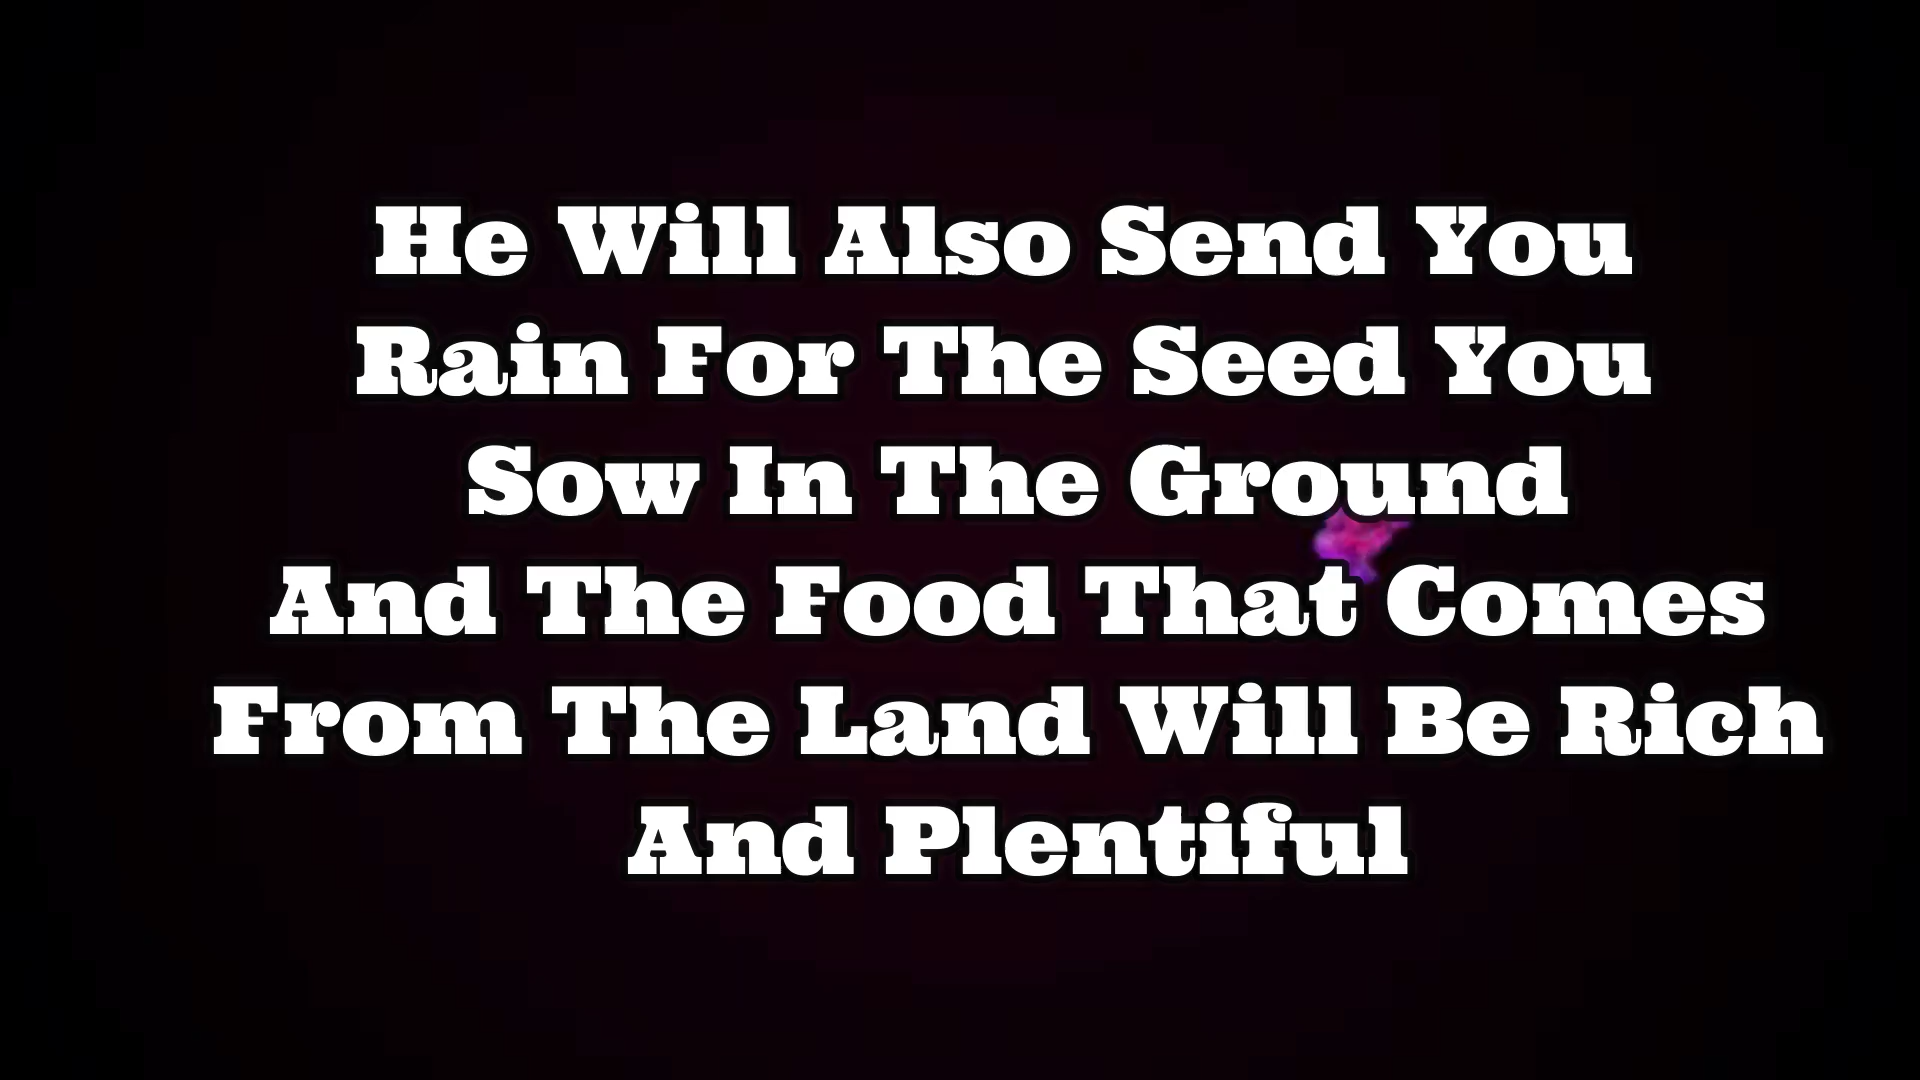 He Will Also Send You
Rain For The Seed You
Sow In The Ground
And The Food That Comes
From The Land Will Be Rich
And Plentiful